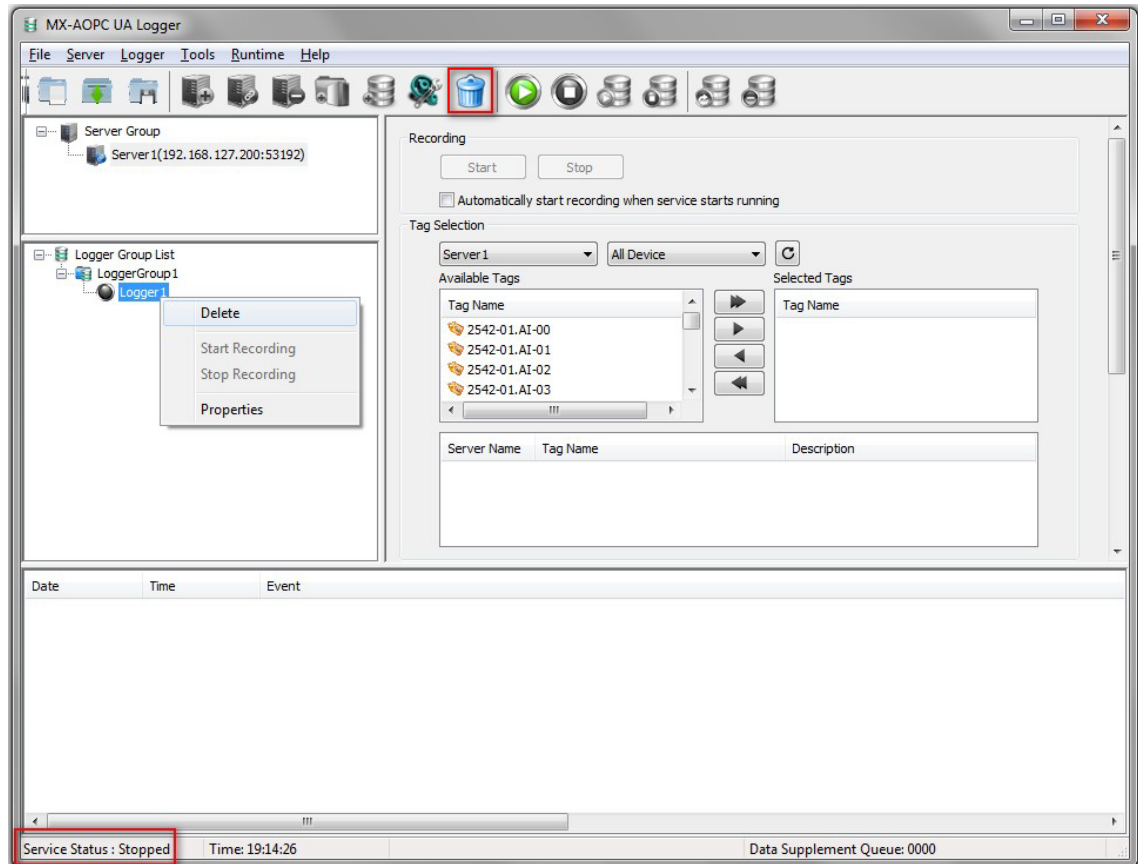 MX-AOPC UA Logger
File Server Logger Tools Runtime Help
Server Group
Server1(192.168.127.200:53192)
Logger Group List
LoggerGroup1
Logger1
Delete
Start Recording
Stop Recording
Properties
Recording
Start Stop
Automatically start recording when service starts running
Tag Selection
Server1 All Device
Available Tags Selected Tags
Tag Name Tag Name
2542-01.AI-00
2542-01.AI-01
2542-01.AI-02
2542-01.AI-03
Server Name Tag Name Description
Date Time Event
Service Status : Stopped Time: 19:14:26 Data Supplement Queue: 0000